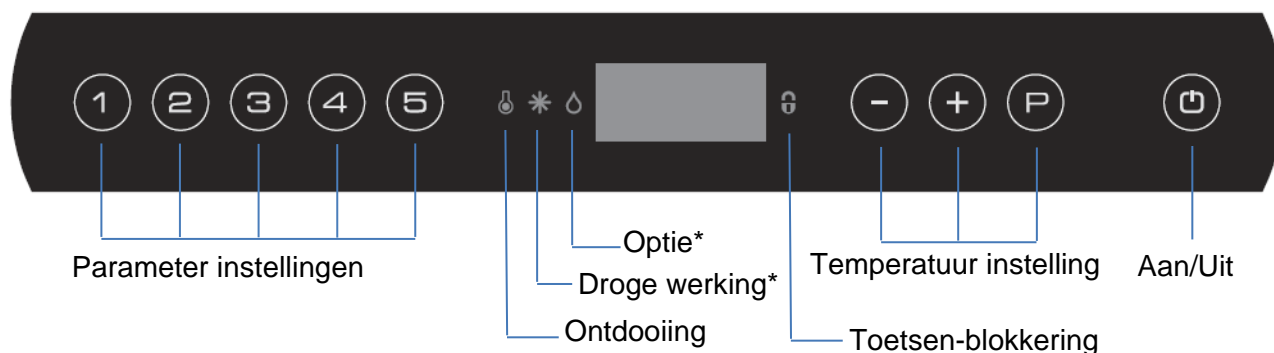 1 2 3 4 5 - + P
Optie*
Parameter instellingen
Temperatuur instelling
Aan/Uit
Droge werking*
Ontdooiing
Toetsen-blokkering